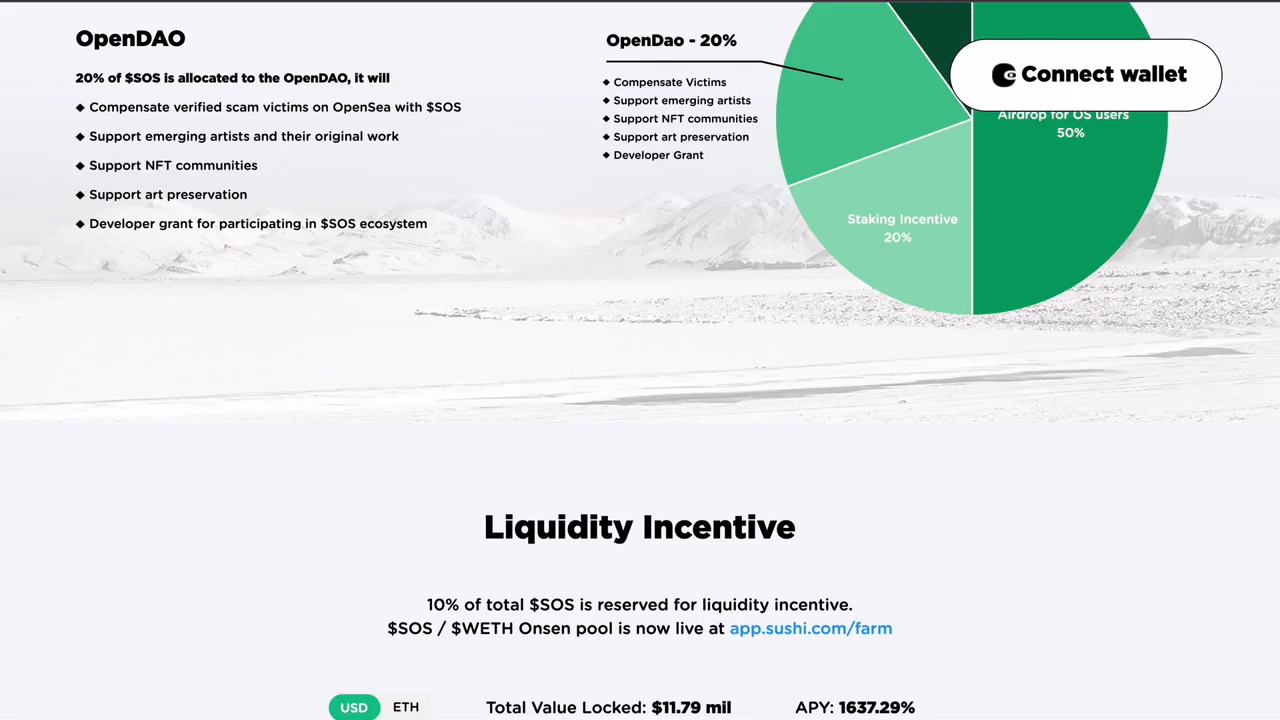 OpenDAO
20% of $SOS is allocated to the OpenDAO, it will
◆ Compensate verified scam victims on OpenSea with $SOS
◆ Support emerging artists and their original work
◆ Support NFT communities
◆ Support art preservation
◆ Developer grant for participating in $SOS ecosystem
OpenDao - 20%
◆ Compensate Victims
◆ Support emerging artists
◆ Support NFT communities
◆ Support art preservation
◆ Developer Grant
Connect wallet
Airdrop for OS users
50%
Staking Incentive
20%
Liquidity Incentive
10% of total $SOS is reserved for liquidity incentive.
$SOS / $WETH Onsen pool is now live at app.sushi.com/farm
USD ETH Total Value Locked: $11.79 mil APY: 1637.29%